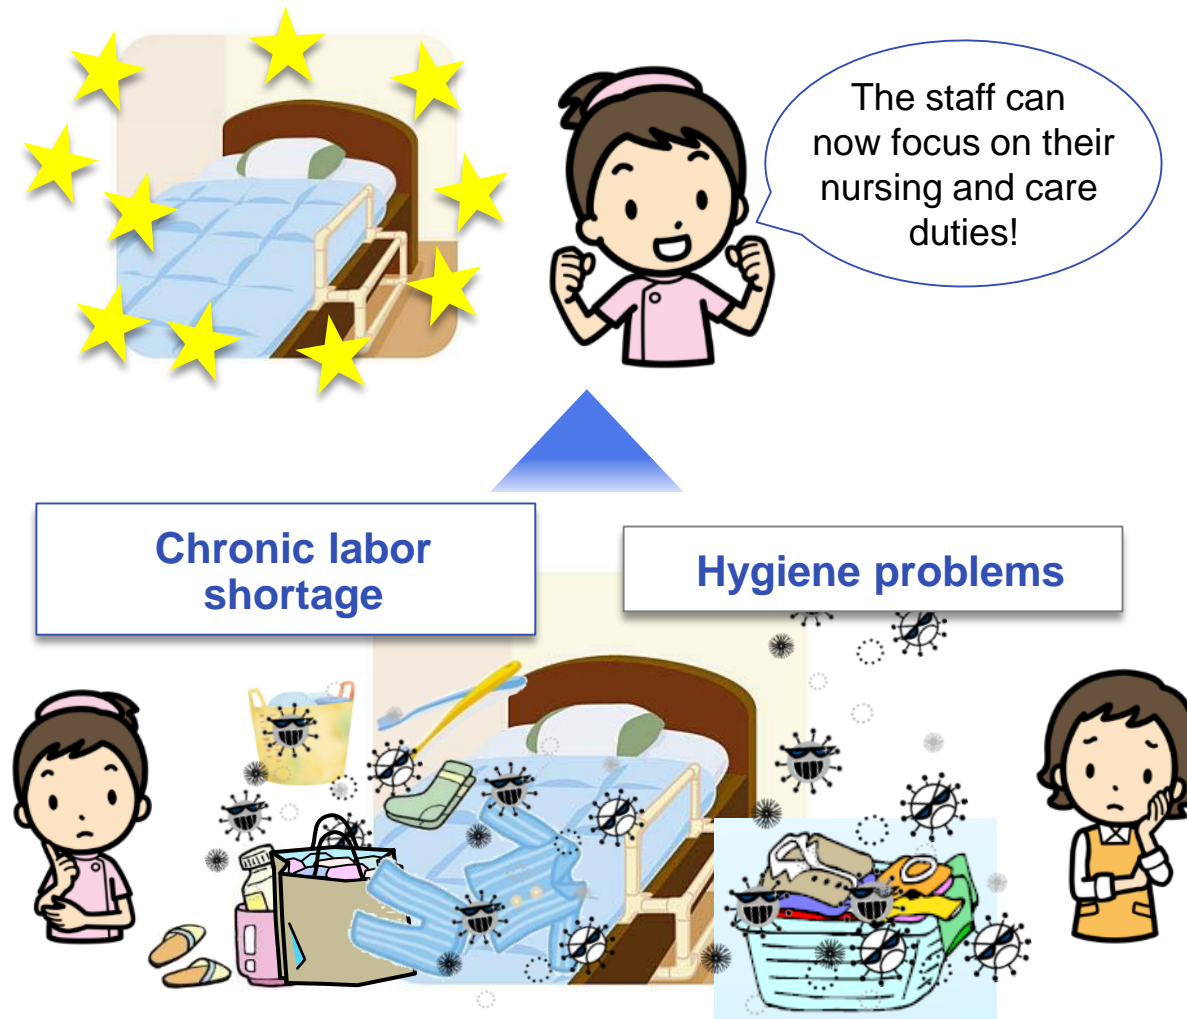 The staff can
now focus on their
nursing and care
duties!
Chronic labor
shortage
Hygiene problems